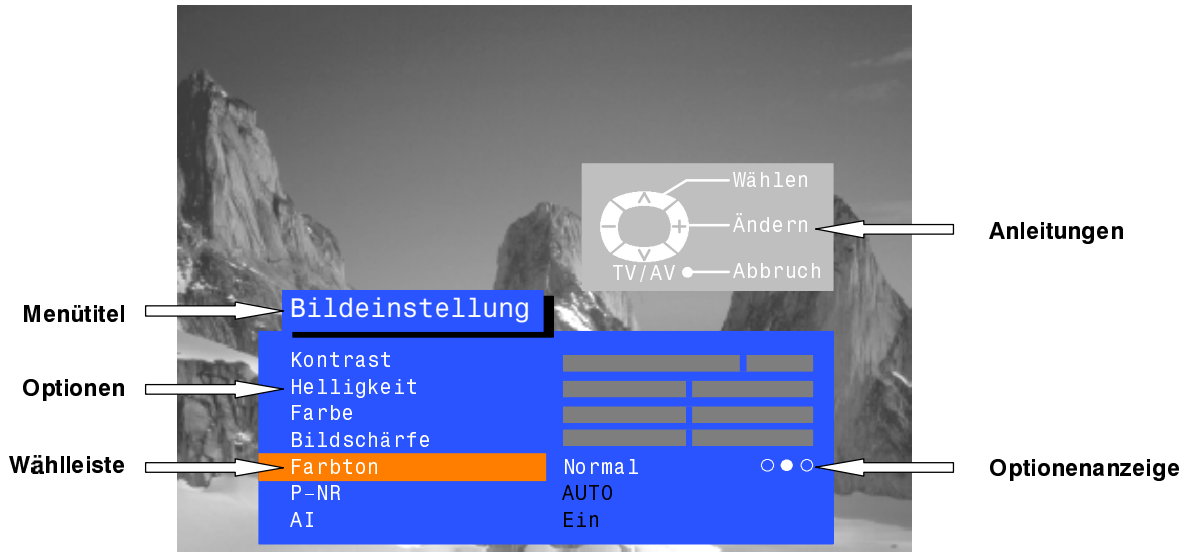 Wählen
Ändern
Anleitungen
TV/AV Abbruch
Menütitel
Bildeinstellung
Kontrast
Optionen
Helligkeit
Farbe
Bildschärfe
Wählleiste
Farbton Normal
Optionenanzeige
P-NR AUTO
AI Ein